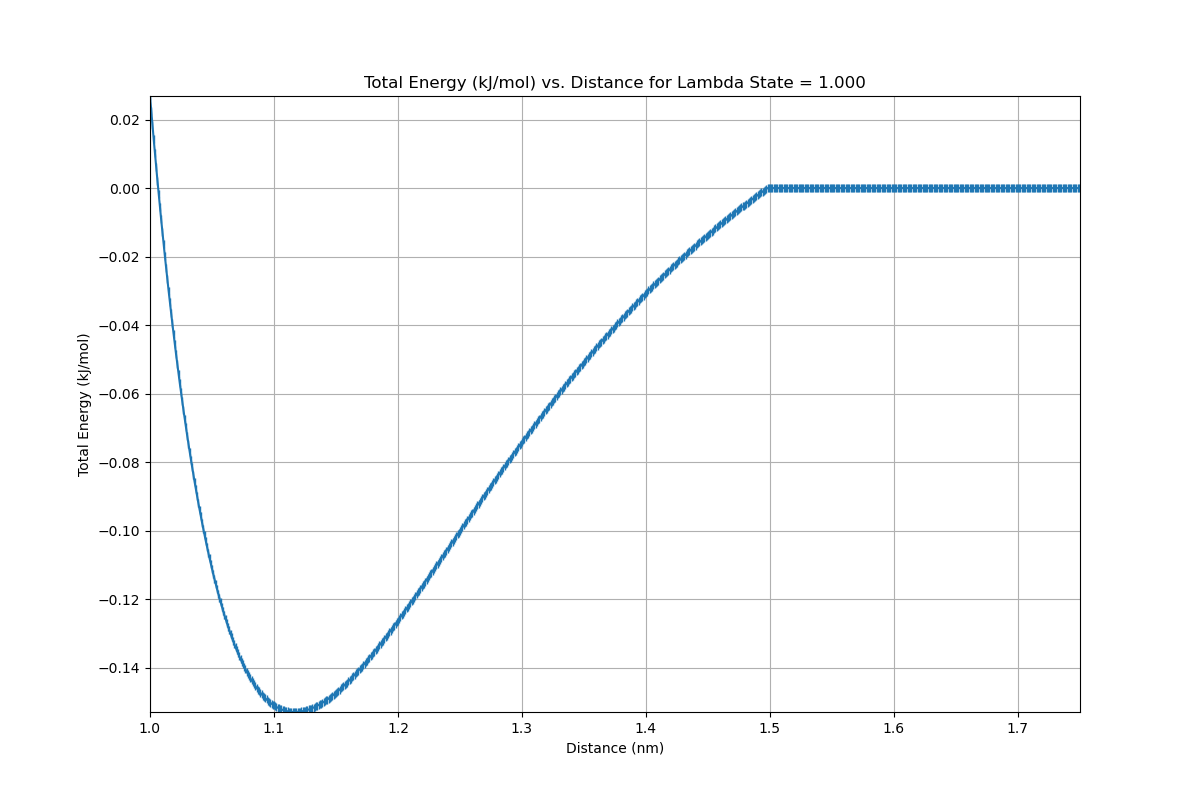 Total Energy (kJ/mol) vs. Distance for Lambda State = 1.000
Total Energy (kJ/mol)
0.02
0.00
−0.02
−0.04
−0.06
−0.08
−0.10
−0.12
−0.14
1.0 1.1 1.2 1.3 1.4 1.5 1.6 1.7
Distance (nm)